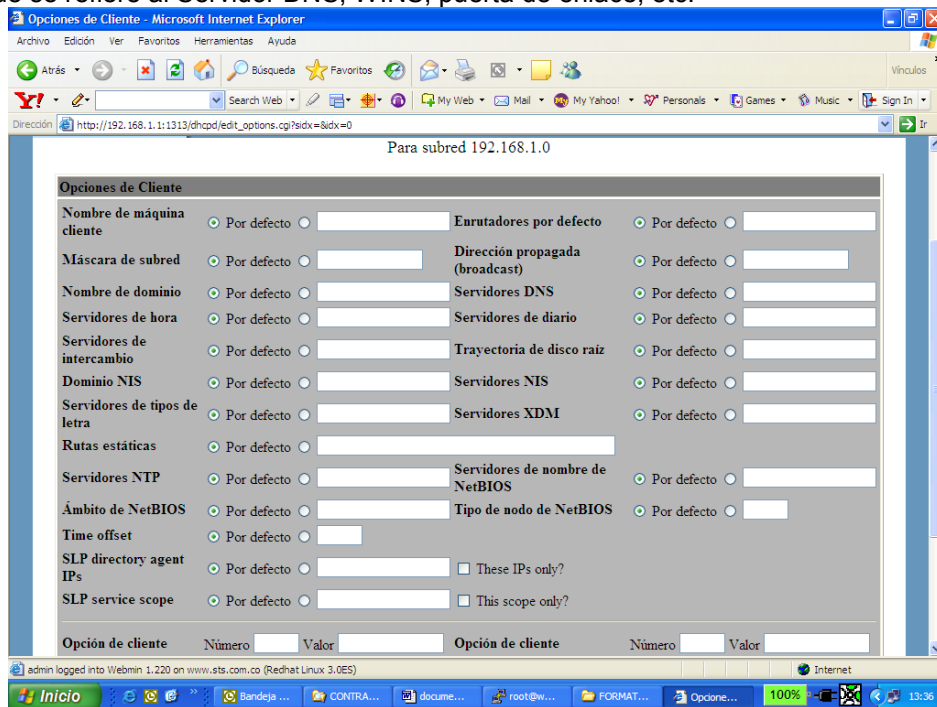 Opciones de Cliente - Microsoft Internet Explorer
Archivo Edición Ver Favoritos Herramientas Ayuda
Atrás Búsqueda Favoritos Vínculos
Y! Search Web My Web Mail My Yahoo! Personals Games Music Sign In
Dirección http://192.168.1.1:1313/dhcpd/edit_options.cgi?sidx=&idx=0 Ir
Para subred 192.168.1.0
Opciones de Cliente
Nombre de máquina cliente Por defecto Enrutadores por defecto Por defecto
Máscara de subred Por defecto Dirección propagada (broadcast) Por defecto
Nombre de dominio Por defecto Servidores DNS Por defecto
Servidores de hora Por defecto Servidores de diario Por defecto
Servidores de intercambio Por defecto Trayectoria de disco raíz Por defecto
Dominio NIS Por defecto Servidores NIS Por defecto
Servidores de tipos de letra Por defecto Servidores XDM Por defecto
Rutas estáticas Por defecto
Servidores NTP Por defecto Servidores de nombre de NetBIOS Por defecto
Ámbito de NetBIOS Por defecto Tipo de nodo de NetBIOS Por defecto
Time offset Por defecto
SLP directory agent IPs Por defecto These IPs only?
SLP service scope Por defecto This scope only?
Opción de cliente Número Valor Opción de cliente Número Valor
admin logged into Webmin 1.220 on www.sts.com.co (Redhat Linux 3.0ES) Internet
Inicio Bandeja ... CONTRA... docume... root@w... FORMAT... Opcione... 100% 13:36